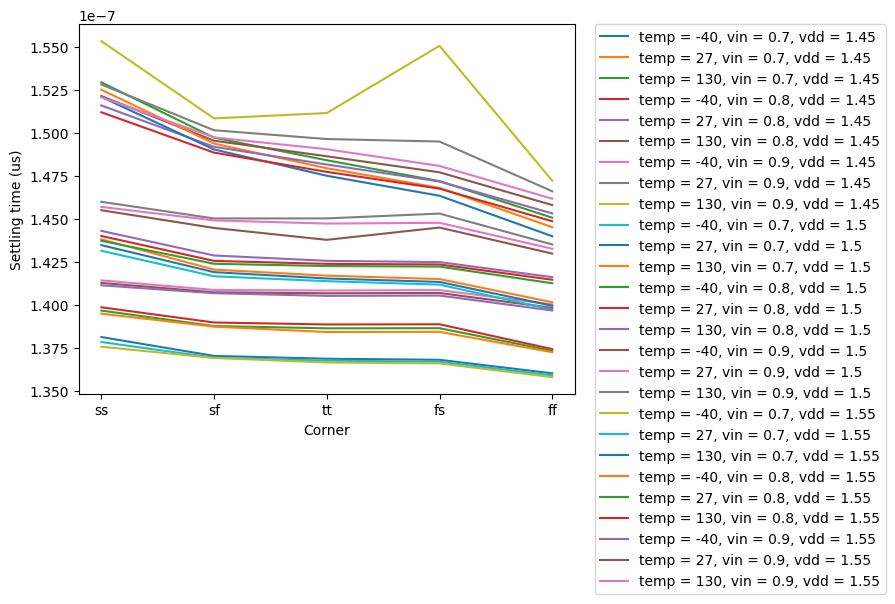 1e−7
1.550
1.525
1.500
1.475
1.450
1.425
1.400
1.375
1.350
Settling time (us)
ss
sf
tt
fs
ff
Corner
temp = -40, vin = 0.7, vdd = 1.45
temp = 27, vin = 0.7, vdd = 1.45
temp = 130, vin = 0.7, vdd = 1.45
temp = -40, vin = 0.8, vdd = 1.45
temp = 27, vin = 0.8, vdd = 1.45
temp = 130, vin = 0.8, vdd = 1.45
temp = -40, vin = 0.9, vdd = 1.45
temp = 27, vin = 0.9, vdd = 1.45
temp = 130, vin = 0.9, vdd = 1.45
temp = -40, vin = 0.7, vdd = 1.5
temp = 27, vin = 0.7, vdd = 1.5
temp = 130, vin = 0.7, vdd = 1.5
temp = -40, vin = 0.8, vdd = 1.5
temp = 27, vin = 0.8, vdd = 1.5
temp = 130, vin = 0.8, vdd = 1.5
temp = -40, vin = 0.9, vdd = 1.5
temp = 27, vin = 0.9, vdd = 1.5
temp = 130, vin = 0.9, vdd = 1.5
temp = -40, vin = 0.7, vdd = 1.55
temp = 27, vin = 0.7, vdd = 1.55
temp = 130, vin = 0.7, vdd = 1.55
temp = -40, vin = 0.8, vdd = 1.55
temp = 27, vin = 0.8, vdd = 1.55
temp = 130, vin = 0.8, vdd = 1.55
temp = -40, vin = 0.9, vdd = 1.55
temp = 27, vin = 0.9, vdd = 1.55
temp = 130, vin = 0.9, vdd = 1.55